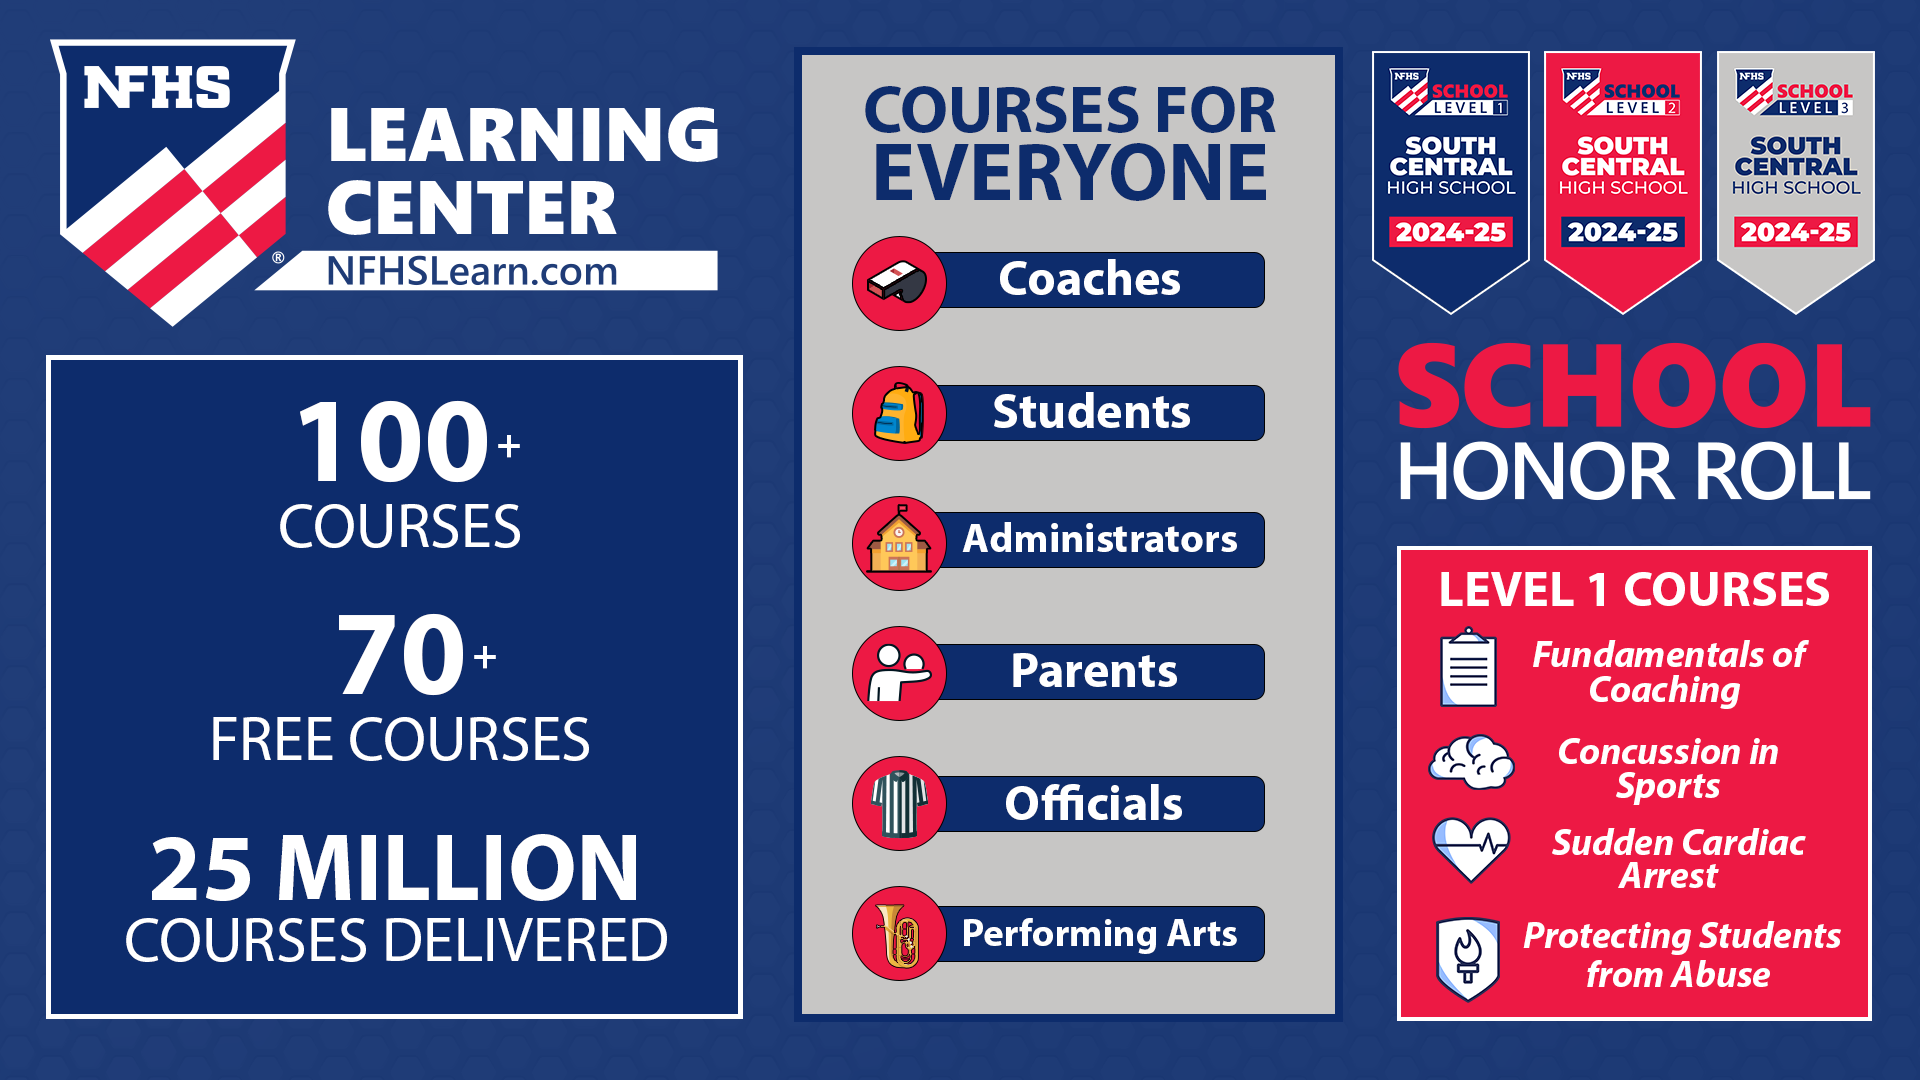 NFHS
LEARNING
CENTER
®
NFHSLearn.com
100+
COURSES
70+
FREE COURSES
25 MILLION
COURSES DELIVERED
COURSES FOR
EVERYONE
Coaches
Students
Administrators
Parents
Officials
Performing Arts
NFHS
SCHOOL
LEVEL 1
SOUTH
CENTRAL
HIGH SCHOOL
2024-25
NFHS
SCHOOL
LEVEL 2
SOUTH
CENTRAL
HIGH SCHOOL
2024-25
NFHS
SCHOOL
LEVEL 3
SOUTH
CENTRAL
HIGH SCHOOL
2024-25
SCHOOL
HONOR ROLL
LEVEL 1 COURSES
Fundamentals of
Coaching
Concussion in
Sports
Sudden Cardiac
Arrest
Protecting Students
from Abuse